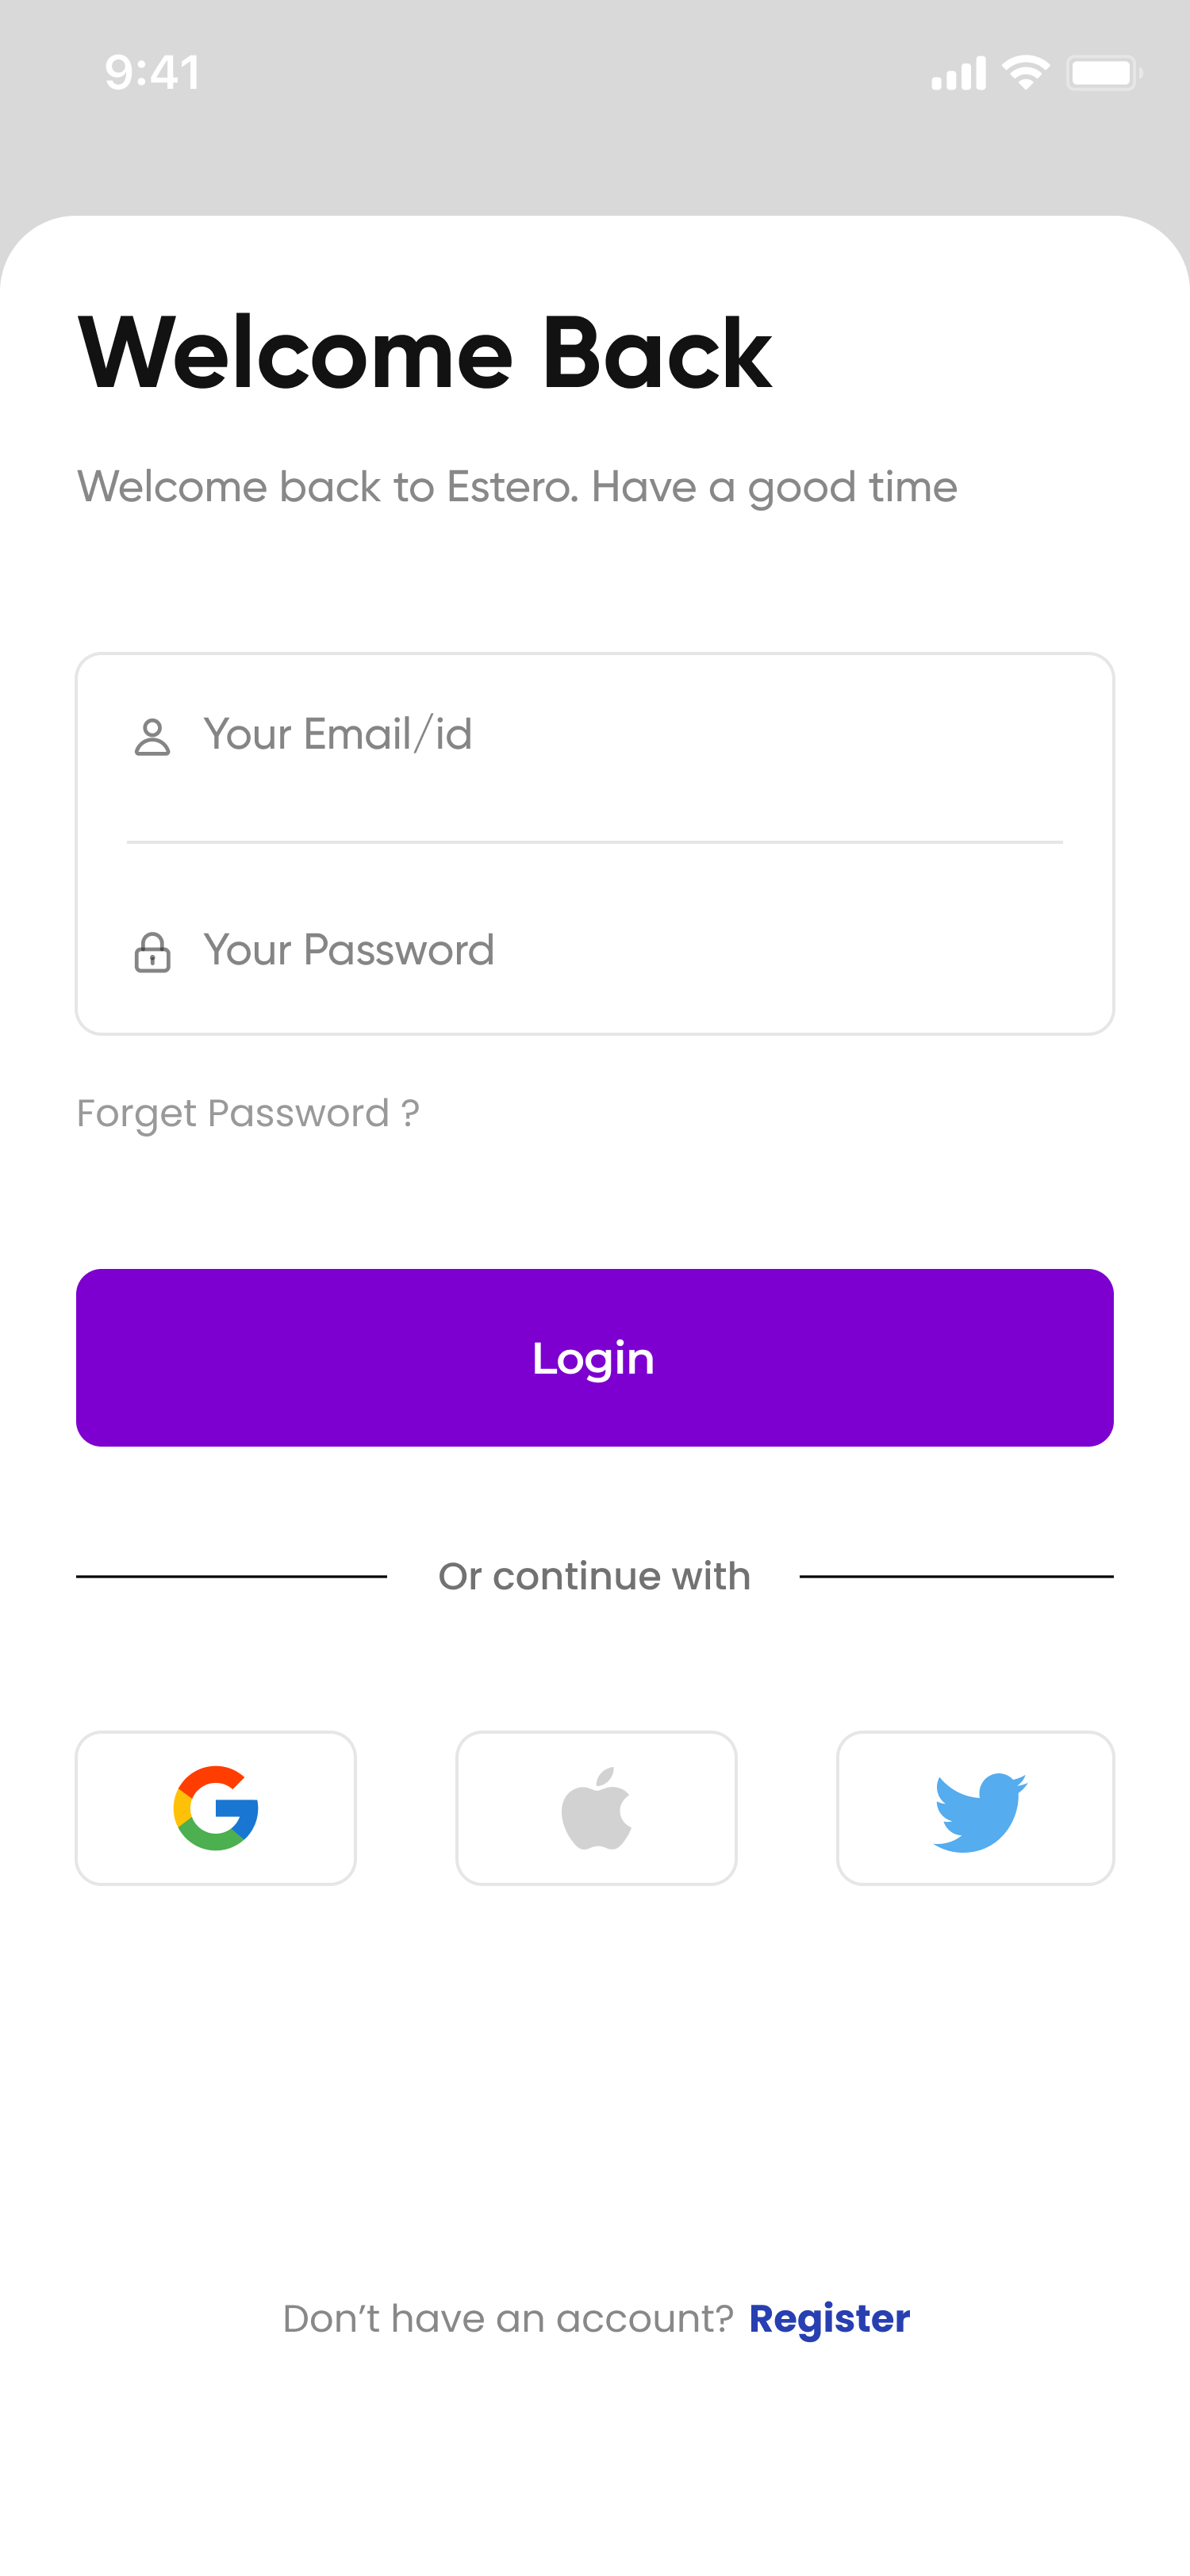 9:41
Welcome Back
Welcome back to Estero. Have a good time
Your Email/id
Your Password
Forget Password ?
Login
Or continue with
Don’t have an account? Register